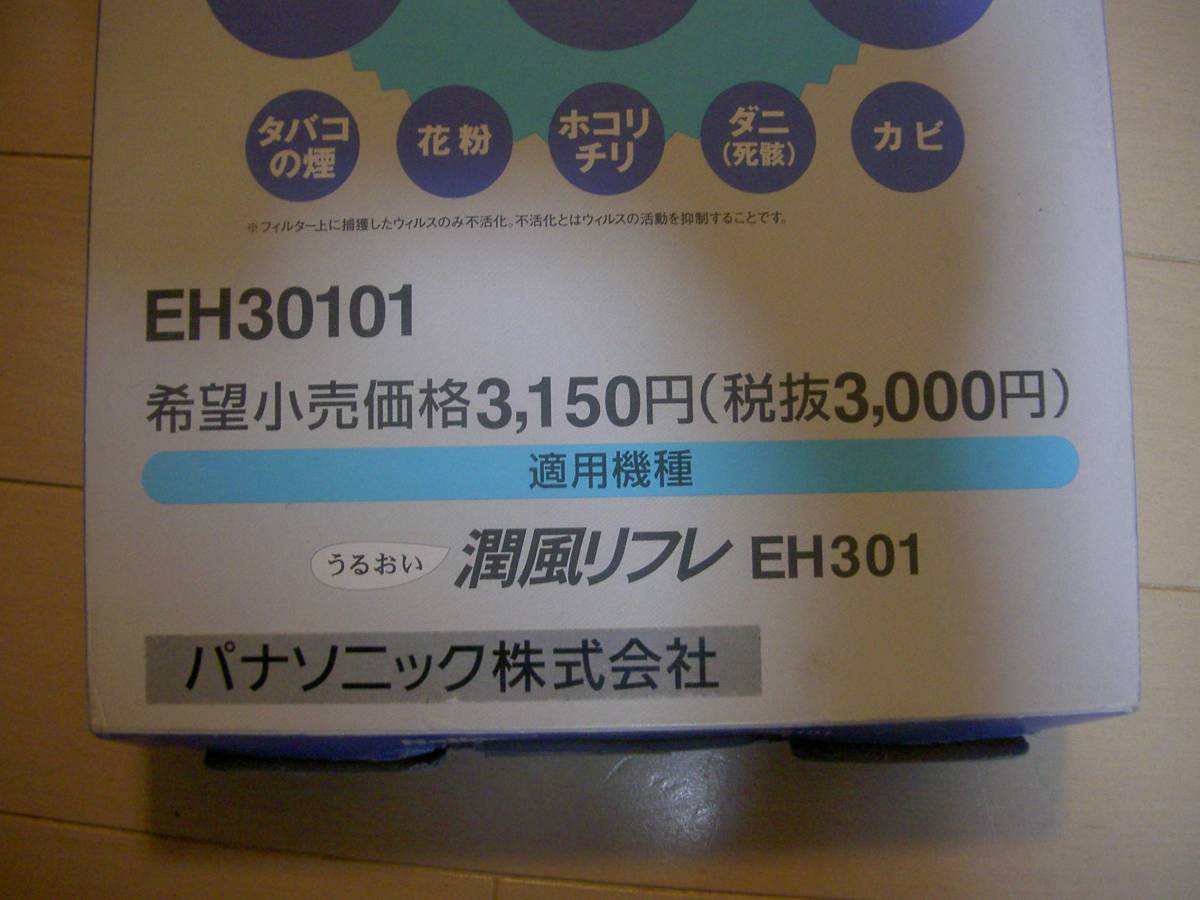 タバコ
の煙
花粉
ホコリ
チリ
ダニ
(死骸)
カビ
※フィルター上に捕獲したウィルスのみ不活化。不活化とはウィルスの活動を抑制することです。
EH30101
希望小売価格3,150円(税抜3,000円)
適用機種
うるおい 潤風リフレ EH301
パナソニック株式会社